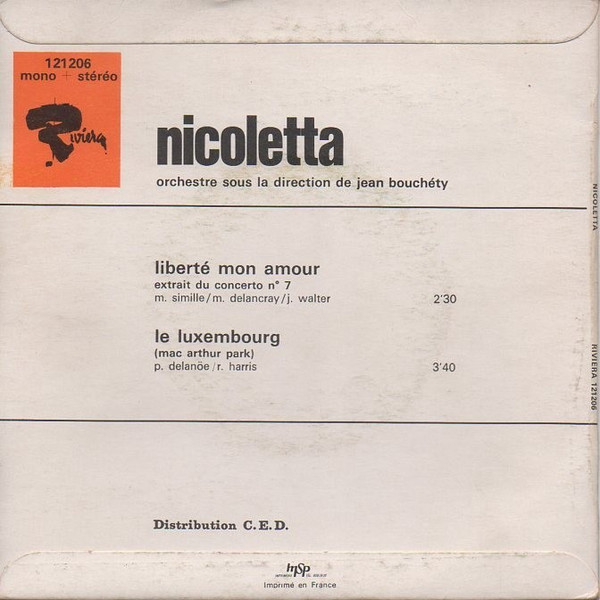 121206
mono + stéréo
Riviera
nicoletta
orchestre sous la direction de jean bouchéty
liberté mon amour
extrait du concerto n° 7
m. simille/m. delancray/j. walter 2'30
le luxembourg
(mac arthur park)
p. delanöe/r. harris 3'40
Distribution C.E.D.
msp
Imprimé en France
NICOLETTA
RIVIERA 121206